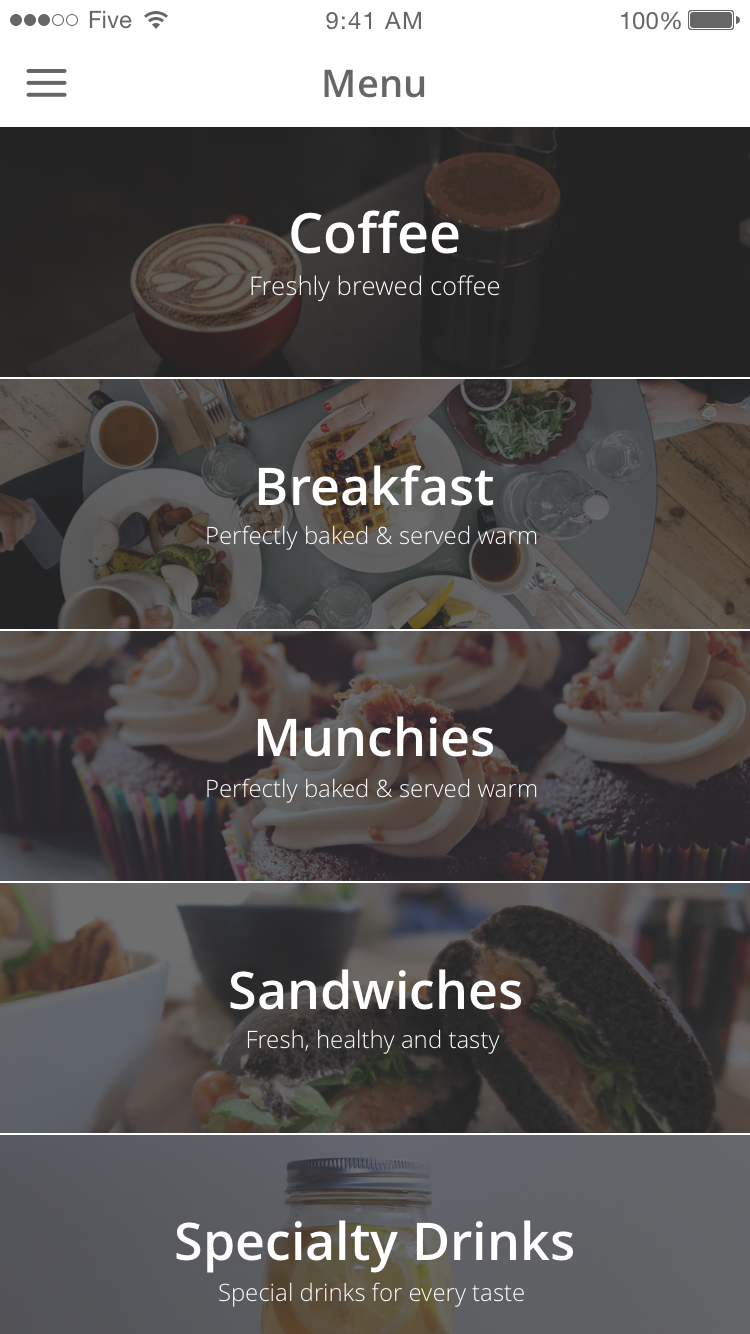 Five 9:41 AM 100%
Menu
Coffee
Freshly brewed coffee
Breakfast
Perfectly baked & served warm
Munchies
Perfectly baked & served warm
Sandwiches
Fresh, healthy and tasty
Specialty Drinks
Special drinks for every taste